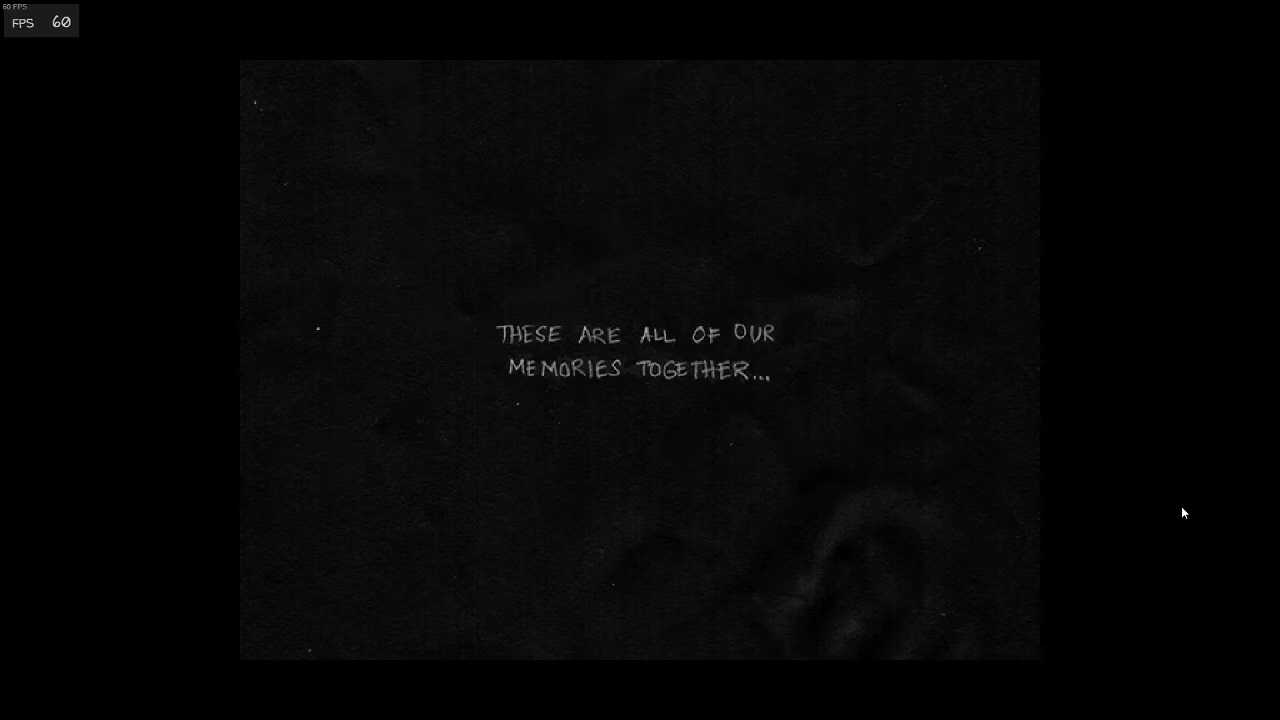 60 FPS
FPS 60
THESE ARE ALL OF OUR
MEMORIES TOGETHER...